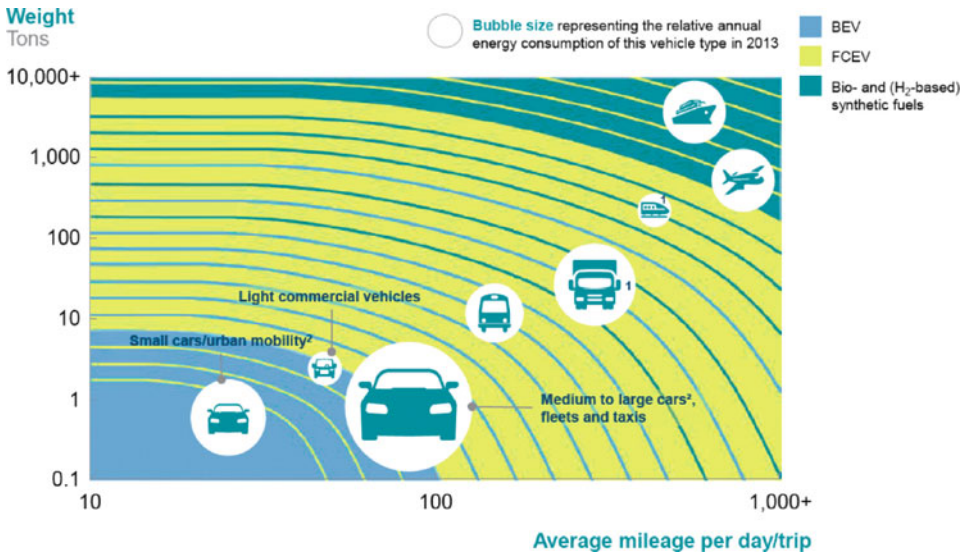 Weight
Tons
Bubble size representing the relative annual
energy consumption of this vehicle type in 2013
BEV
FCEV
Bio- and (H₂-based)
synthetic fuels
10,000+
1,000
100
10
1
0.1
1
1
Light commercial vehicles
Small cars/urban mobility²
Medium to large cars²,
fleets and taxis
10
100
1,000+
Average mileage per day/trip